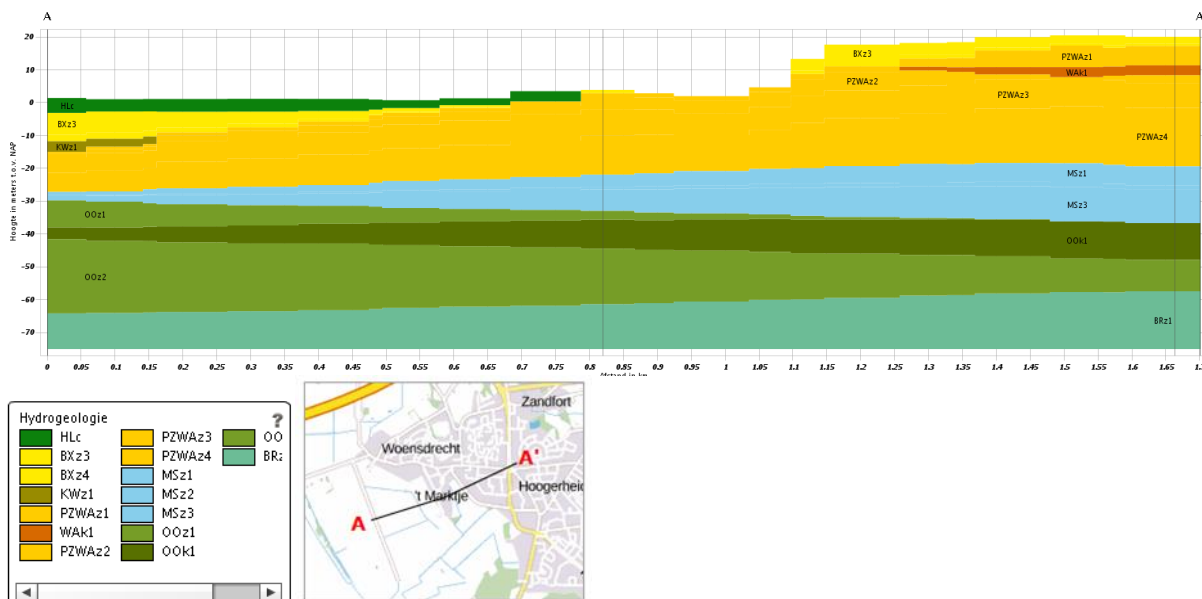 A A
20
HLc BXz3 PZWAz1
10
WAk1
PZWAz2
PZWAz3
0
BXz3
-10
KWz1 PZWAz4
-20
MSz1
-30
MSz3
OOz1
-40
OOk1
-50
OOz2
-60
-70
BRz1
Hoogte in meters t.o.v. NAP
0 0.05 0.1 0.15 0.2 0.25 0.3 0.35 0.4 0.45 0.5 0.55 0.6 0.65 0.7 0.75 0.8 0.85 0.9 0.95 1 1.05 1.1 1.15 1.2 1.25 1.3 1.35 1.4 1.45 1.5 1.55 1.6 1.65 1.
Afstand in km
Hydrogeologie ?
HLc PZWAz3 OO
BXz3 PZWAz4 BRz
BXz4 MSz1
KWz1 MSz2
PZWAz1 MSz3
WAk1 OOz1
PZWAz2 OOk1
Zandfort
Woensdrecht
A'
't Marktje Hoogerheid
A